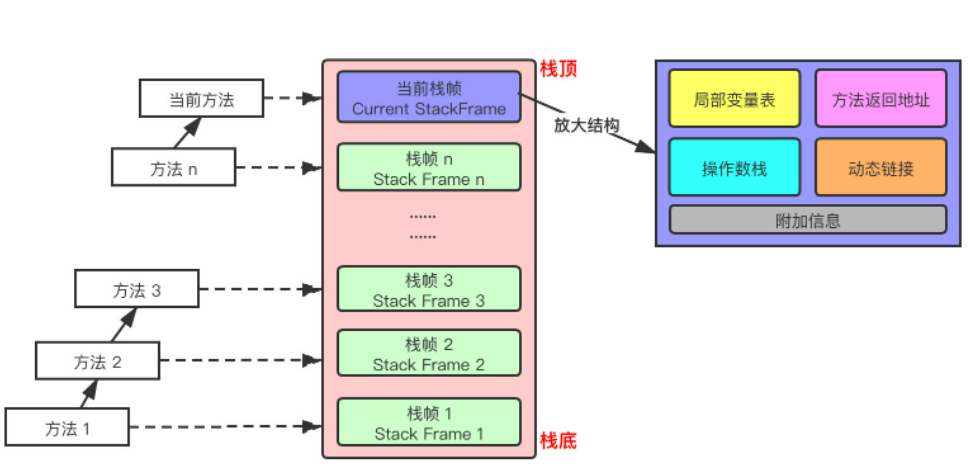 栈顶
当前方法
当前栈帧
Current StackFrame
局部变量表
方法返回地址
放大结构
方法 n
栈帧 n
Stack Frame n
操作数栈
动态链接
......
......
附加信息
方法 3
栈帧 3
Stack Frame 3
方法 2
栈帧 2
Stack Frame 2
方法 1
栈帧 1
Stack Frame 1
栈底